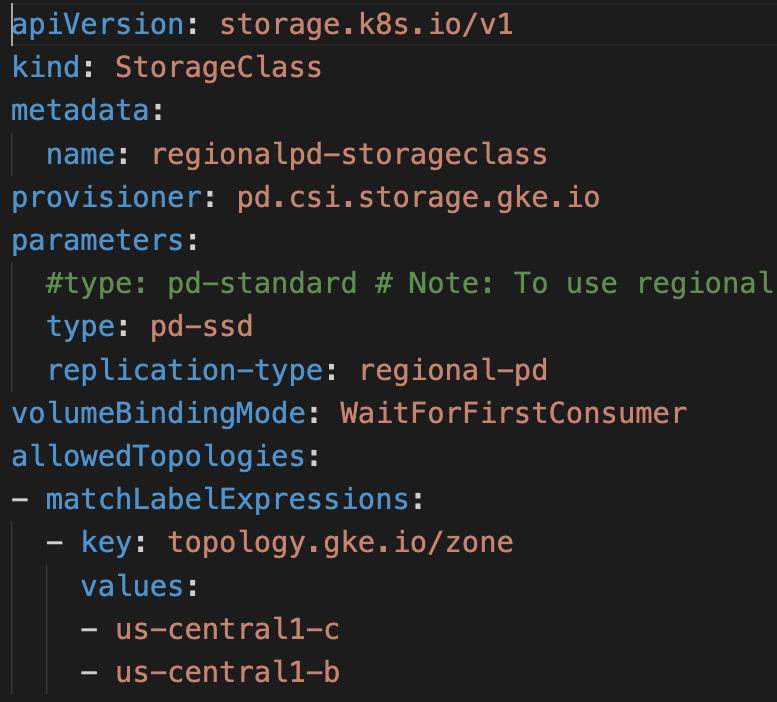 apiVersion: storage.k8s.io/v1
kind: StorageClass
metadata:
  name: regionalpd-storageclass
provisioner: pd.csi.storage.gke.io
parameters:
  #type: pd-standard # Note: To use regional
  type: pd-ssd
  replication-type: regional-pd
volumeBindingMode: WaitForFirstConsumer
allowedTopologies:
- matchLabelExpressions:
  - key: topology.gke.io/zone
    values:
    - us-central1-c
    - us-central1-b